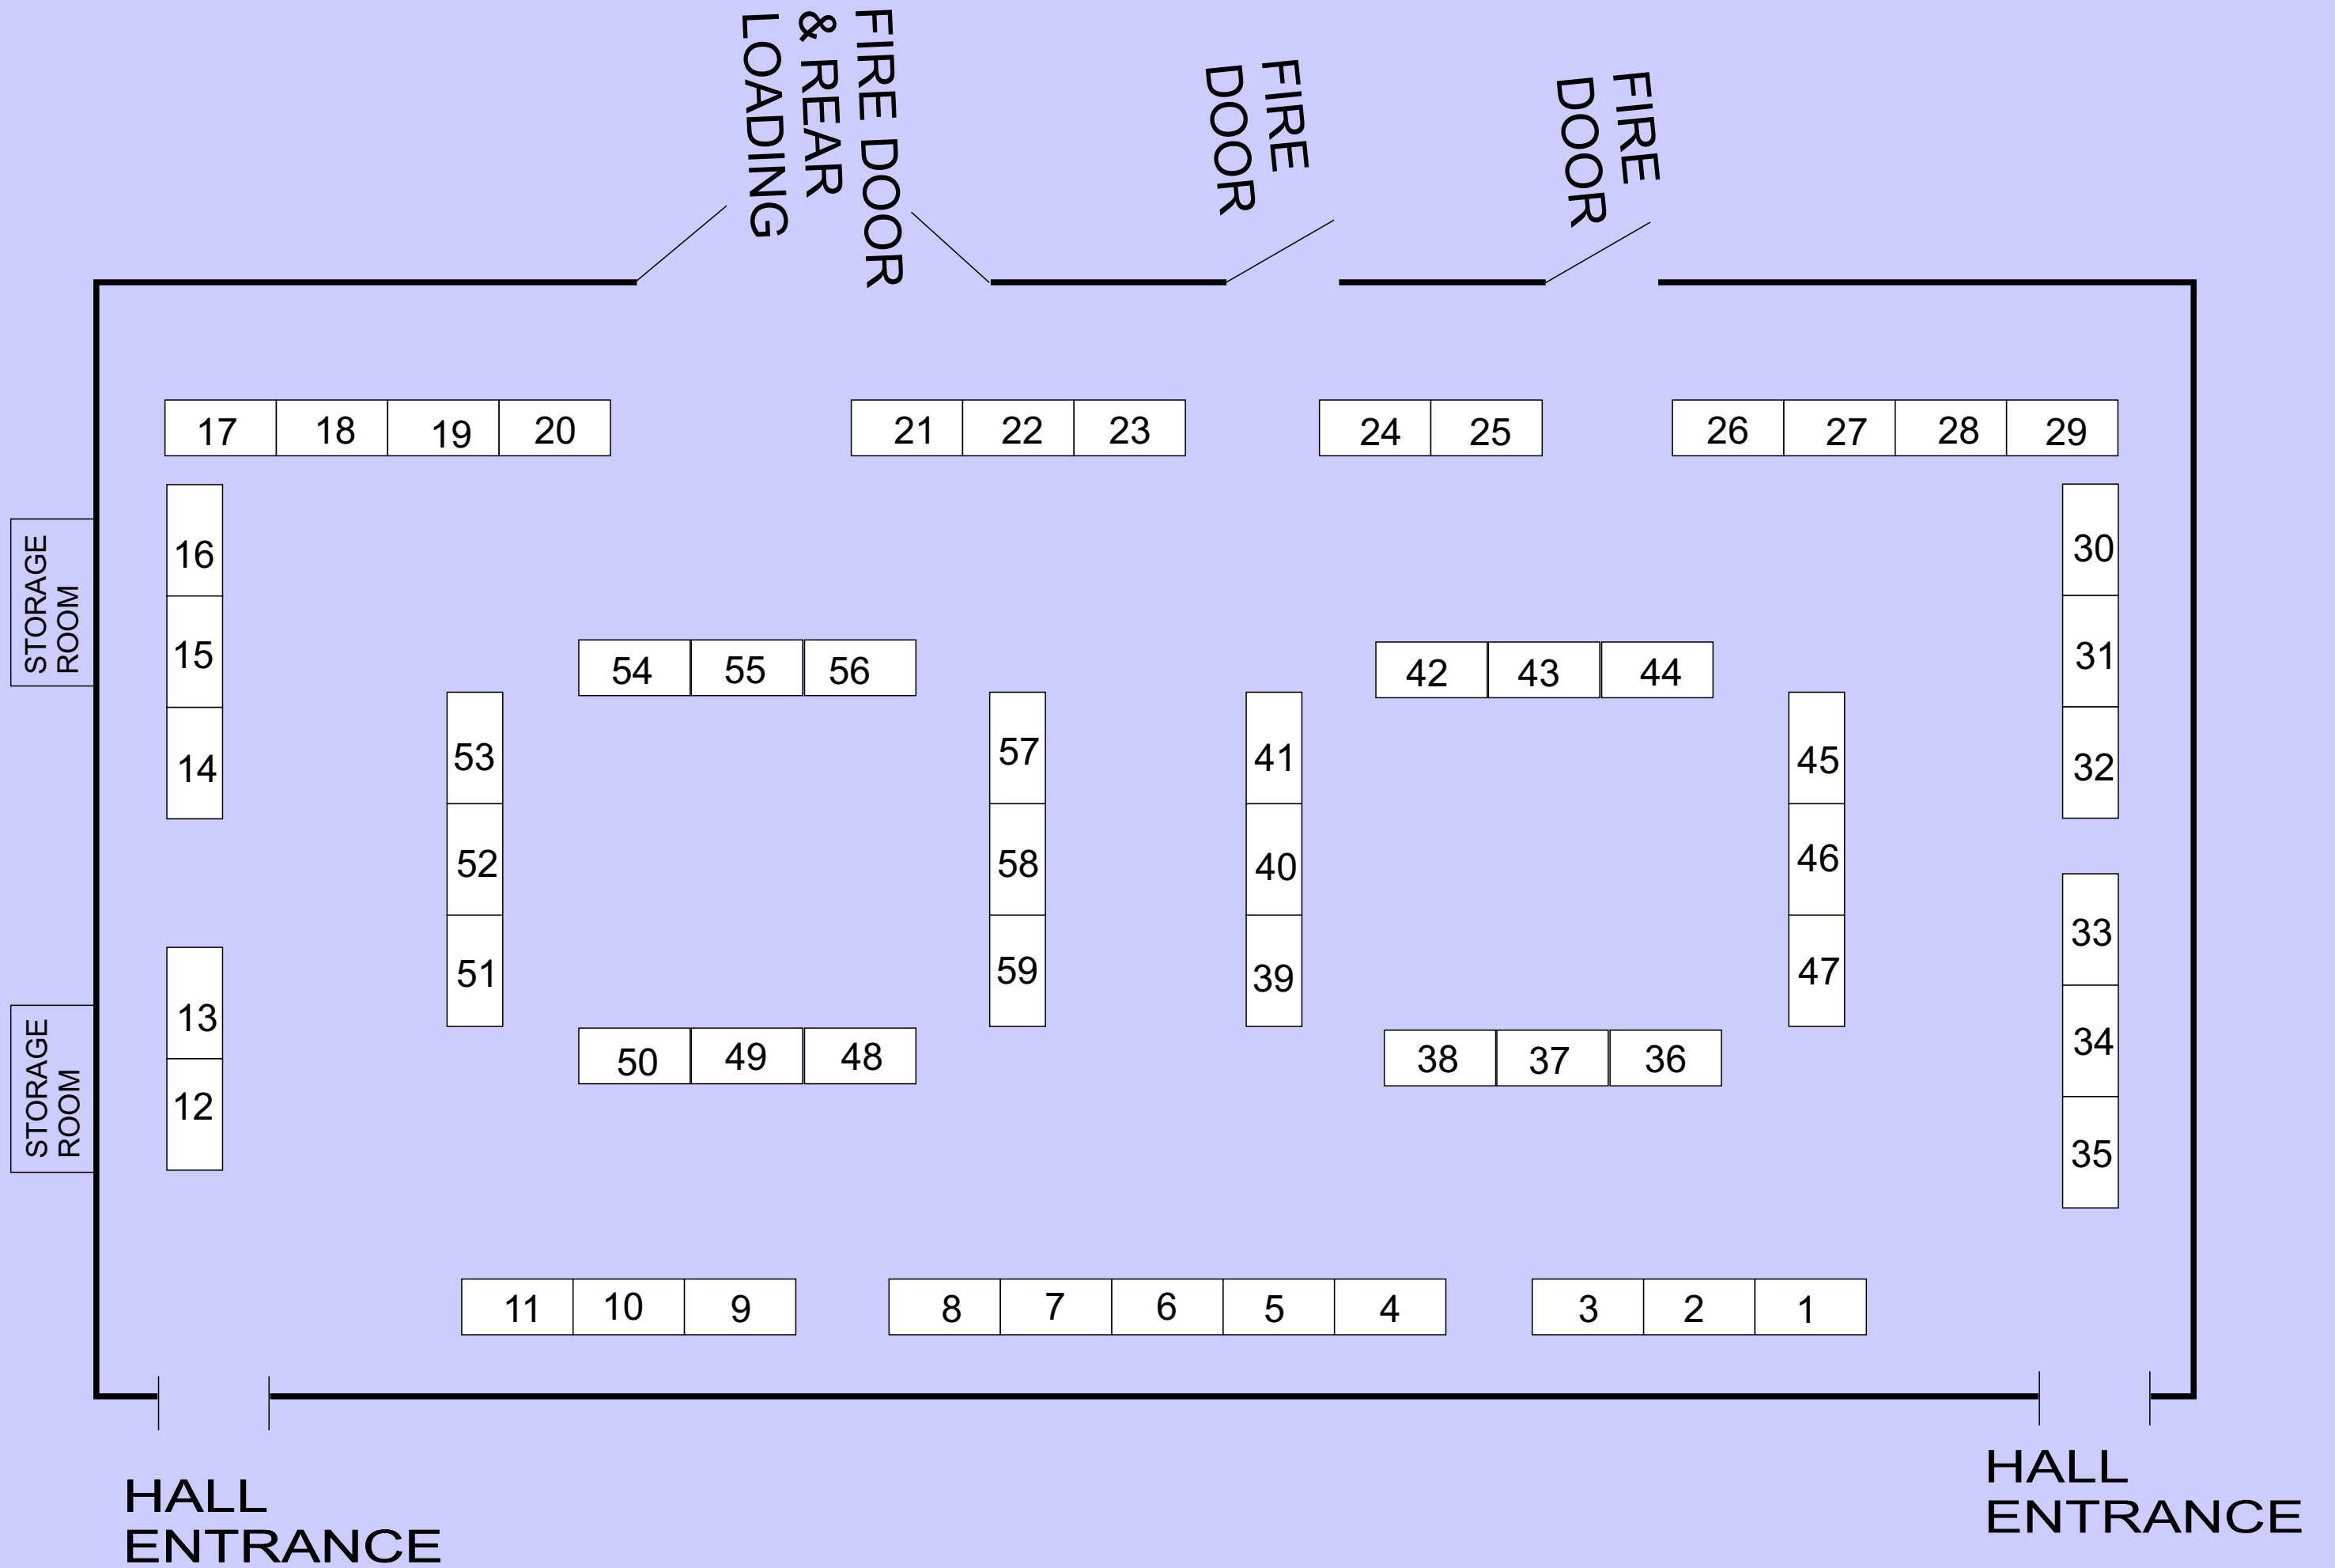 FIRE DOOR
& REAR
LOADING
FIRE
DOOR
FIRE
DOOR
17 18 19 20 21 22 23 24 25 26 27 28 29
STORAGE
ROOM
16
15
14
30
31
32
54 55 56
42 43 44
53
52
51
57
58
59
41
40
39
45
46
47
33
34
35
STORAGE
ROOM
13
12
50 49 48
38 37 36
11 10 9 8 7 6 5 4 3 2 1
HALL
ENTRANCE
HALL
ENTRANCE